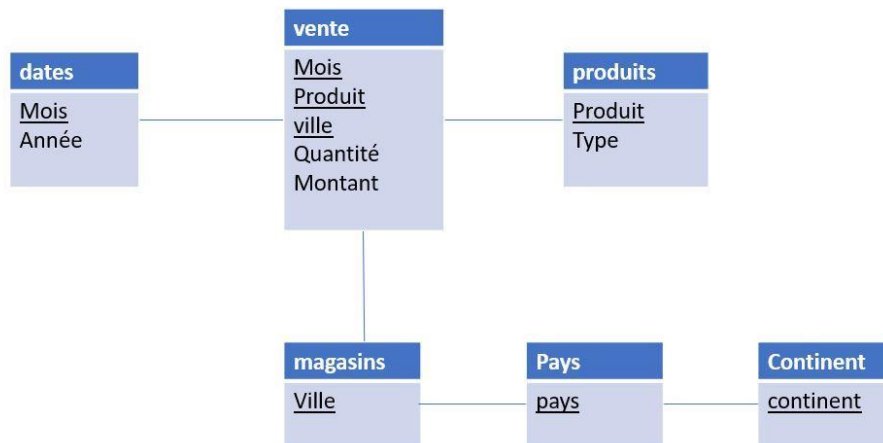 vente
Mois
Produit
ville
Quantité
Montant
dates
Mois
Année
produits
Produit
Type
magasins
Ville
Pays
pays
Continent
continent